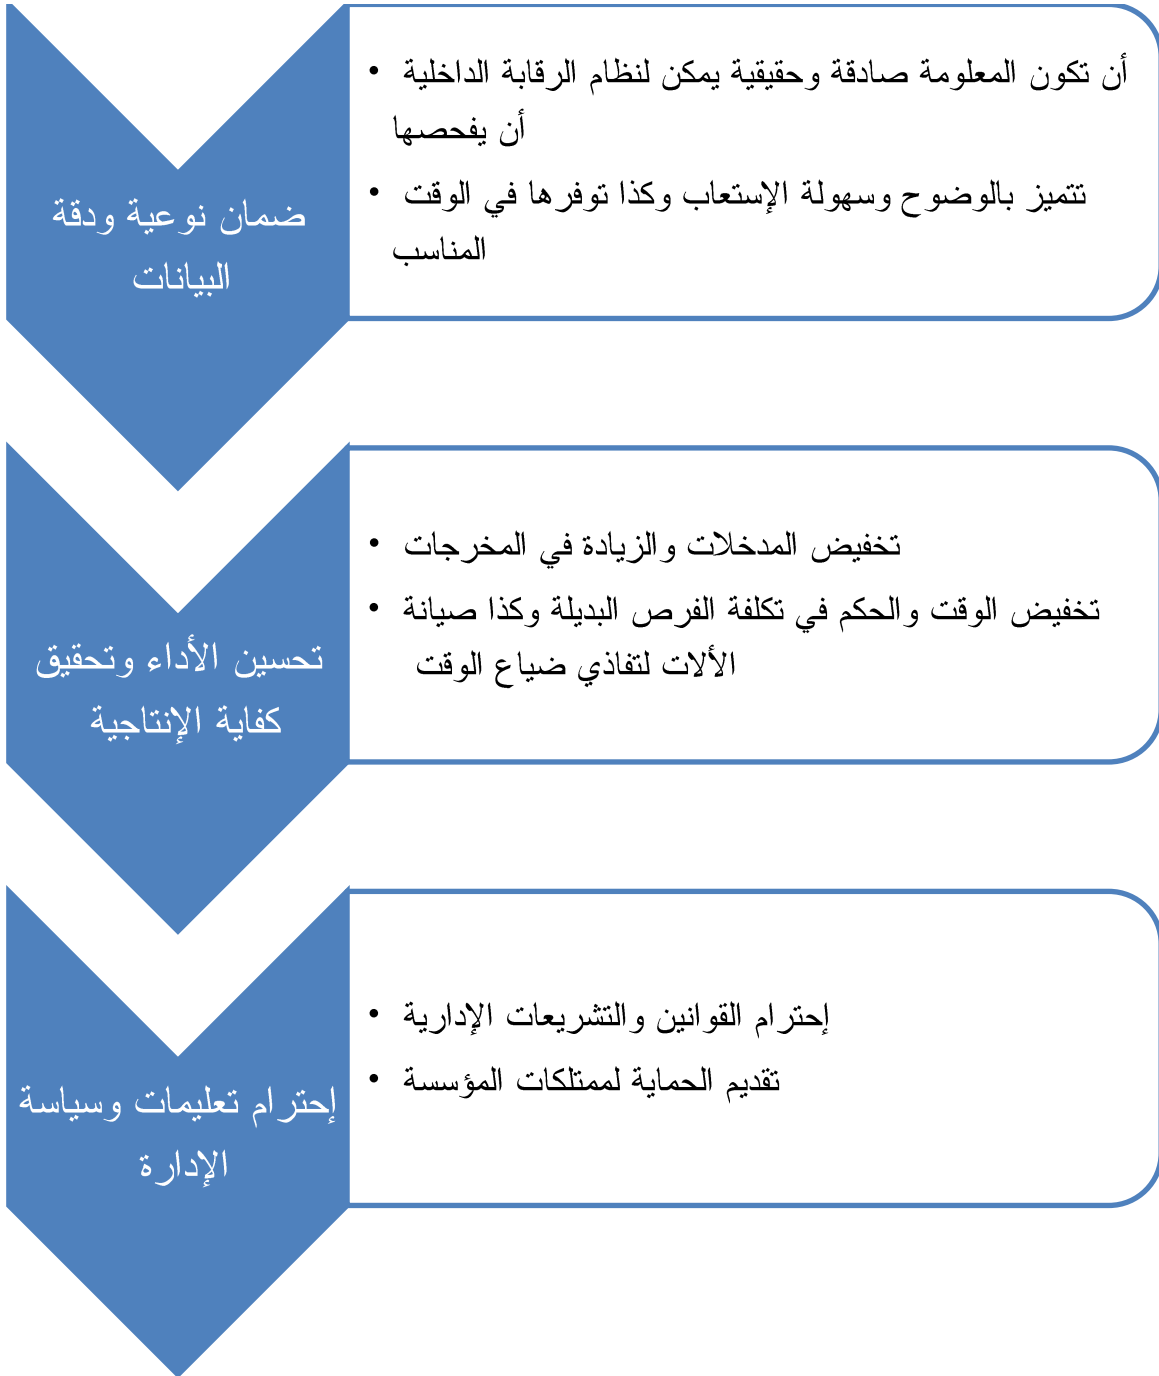 ضمان نوعية ودقة
البيانات
• أن تكون المعلومة صادقة وحقيقية يمكن لنظام الرقابة الداخلية
أن يفحصها
• تتميز بالوضوح وسهولة الإستعاب وكذا توفرها في الوقت
المناسب
تحسين الأداء وتحقيق
كفاية الإنتاجية
• تخفيض المدخلات والزيادة في المخرجات
• تخفيض الوقت والحكم في تكلفة الفرص البديلة وكذا صيانة
الألات لتفاذي ضياع الوقت
إحترام تعليمات وسياسة
الإدارة
• إحترام القوانين والتشريعات الإدارية
• تقديم الحماية لممتلكات المؤسسة